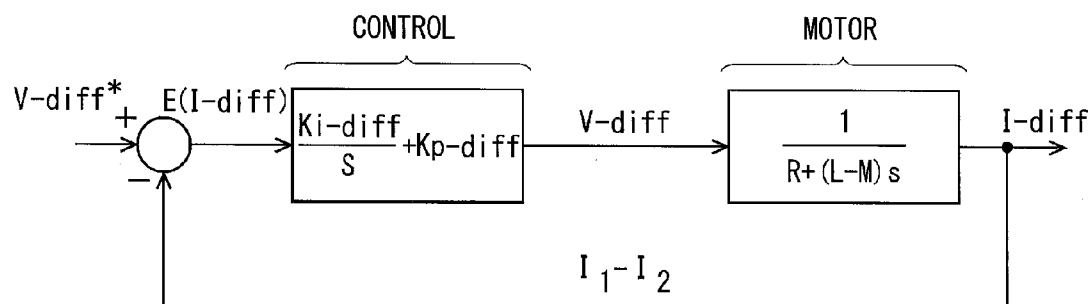 CONTROL
MOTOR
V-diff*
+
−
E(I-diff)
Ki-diff
S
+Kp-diff
V-diff
1
R+(L-M)s
I-diff
I₁-I₂